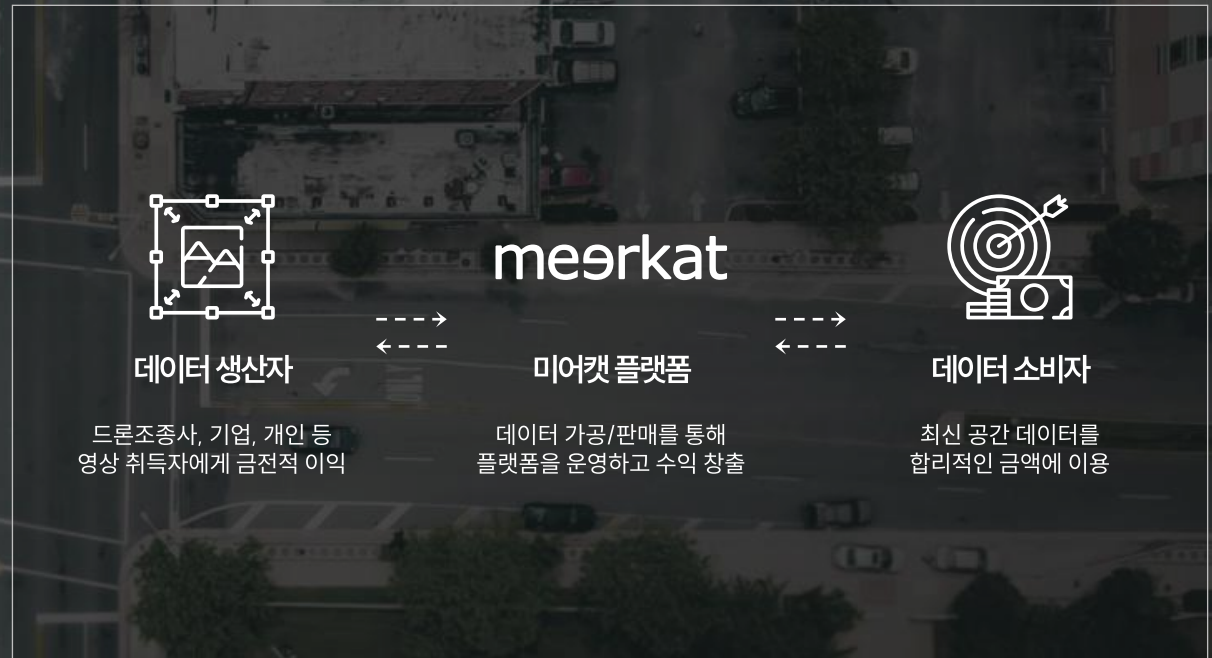 meerkat
데이터 생산자
드론조종사, 기업, 개인 등
영상 취득자에게 금전적 이익
미어캣 플랫폼
데이터 가공/판매를 통해
플랫폼을 운영하고 수익 창출
데이터 소비자
최신 공간 데이터를
합리적인 금액에 이용